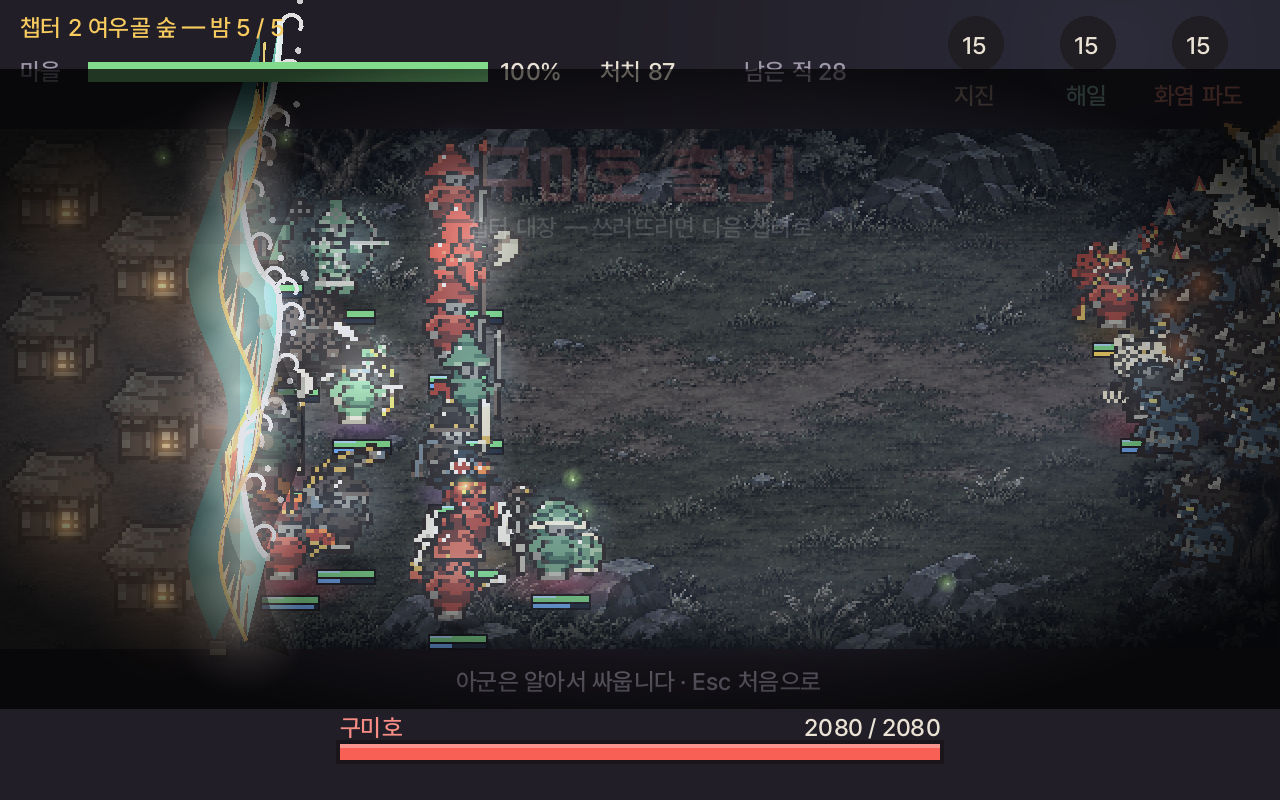 챕터 2 여우골 숲 — 밤 5 / 5
마을 100% 처치 87 남은 적 28
15 15 15
지진 해일 화염 파도
구미호 출현!
챕터 대장 — 쓰러뜨리면 다음 챕터로
아군은 알아서 싸웁니다 · Esc 처음으로
구미호 2080 / 2080